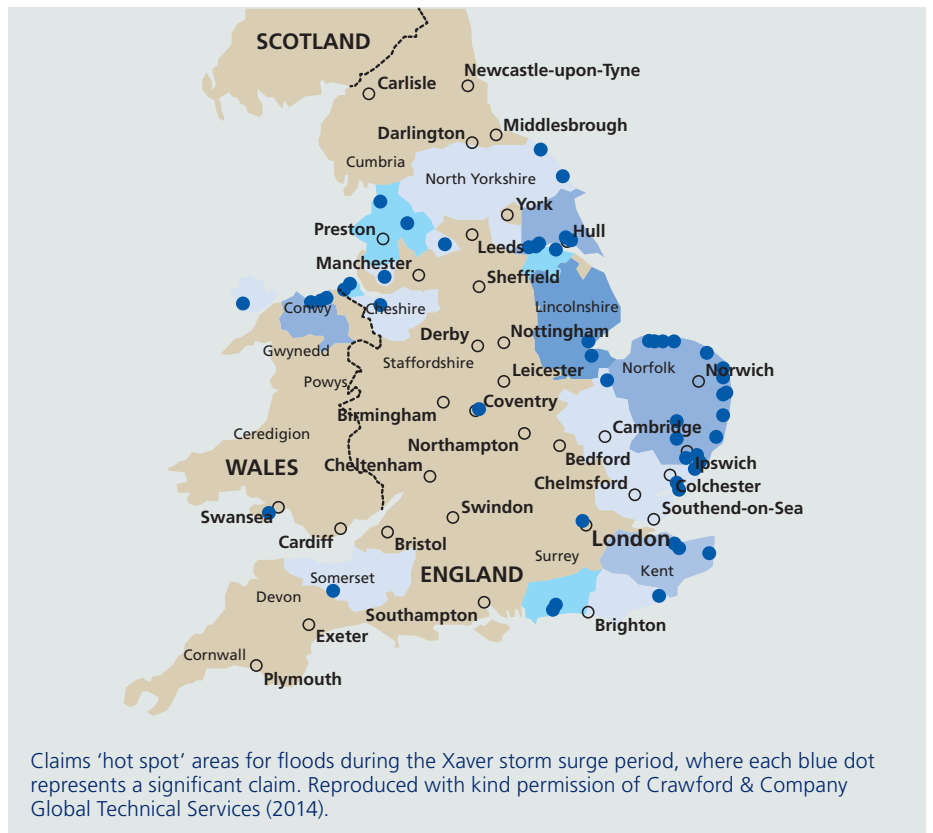 SCOTLAND
Newcastle-upon-Tyne
Carlisle
Middlesbrough
Darlington
Cumbria
North Yorkshire
York
Preston
Hull
Leeds
Manchester
Sheffield
Lincolnshire
Conwy
Cheshire
Derby
Nottingham
Gwynedd
Staffordshire
Leicester
Norfolk
Norwich
Powys
Coventry
Birmingham
Cambridge
Ceredigion
Northampton
Bedford
WALES
Cheltenham
Ipswich
Chelmsford
Colchester
Swansea
Swindon
Southend-on-Sea
Cardiff
Bristol
London
Surrey
Kent
Somerset
ENGLAND
Devon
Southampton
Brighton
Exeter
Cornwall
Plymouth
Claims ‘hot spot’ areas for floods during the Xaver storm surge period, where each blue dot
represents a significant claim. Reproduced with kind permission of Crawford & Company
Global Technical Services (2014).